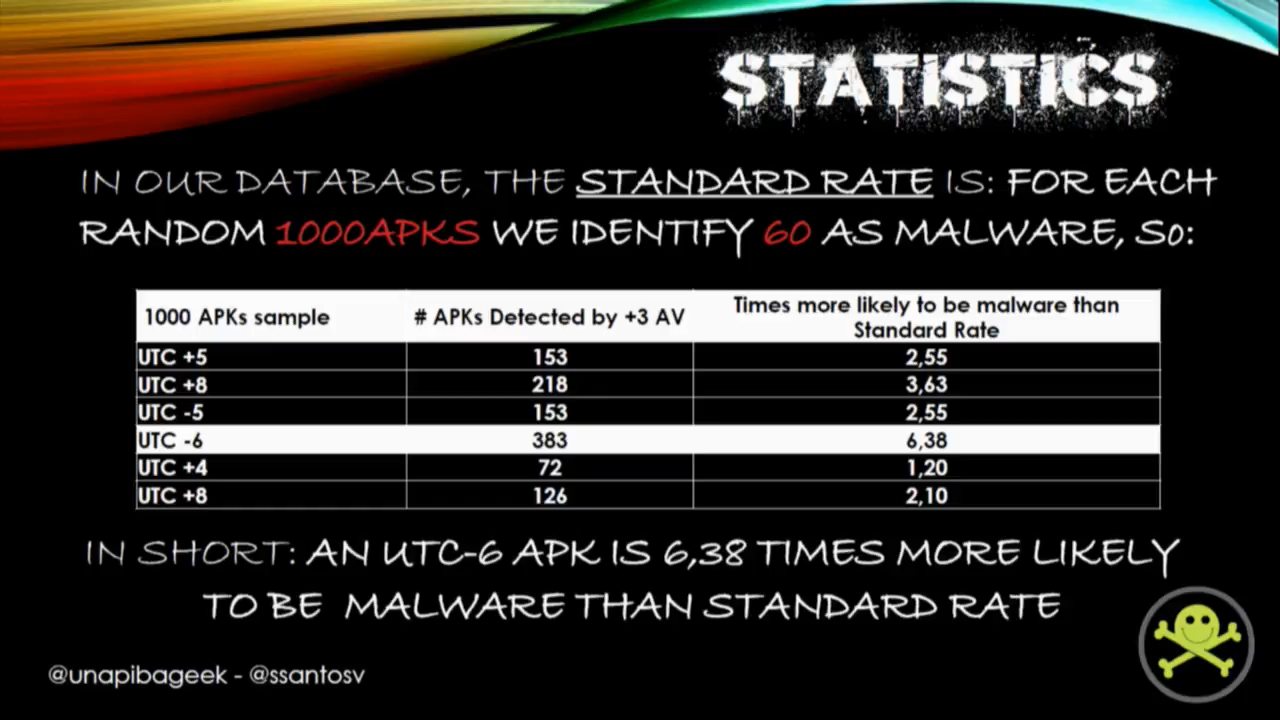 STATISTICS
IN OUR DATABASE, THE STANDARD RATE IS: FOR EACH
RANDOM 1000APKS WE IDENTIFY 60 AS MALWARE, SO:
1000 APKs sample # APKs Detected by +3 AV Times more likely to be malware than
Standard Rate
UTC +5 153 2,55
UTC +8 218 3,63
UTC -5 153 2,55
UTC -6 383 6,38
UTC +4 72 1,20
UTC +8 126 2,10
IN SHORT: AN UTC-6 APK IS 6,38 TIMES MORE LIKELY
TO BE MALWARE THAN STANDARD RATE
@unapibageek - @ssantosv